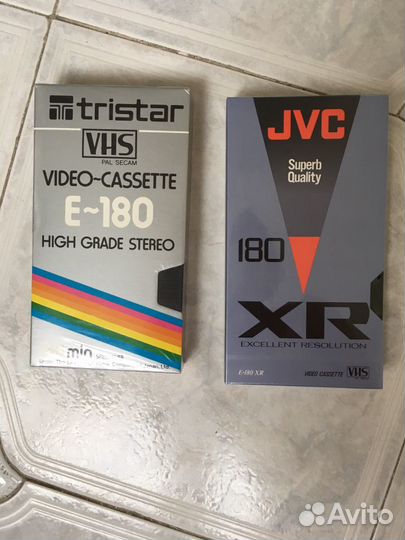 tristar
VHS
PAL SECAM
VIDEO~CASSETTE
E~180
HIGH GRADE STEREO
min
JVC
Superb
Quality
180
XR
EXCELLENT RESOLUTION
E-180 XR
VIDEO CASSETTE VHS
Avito